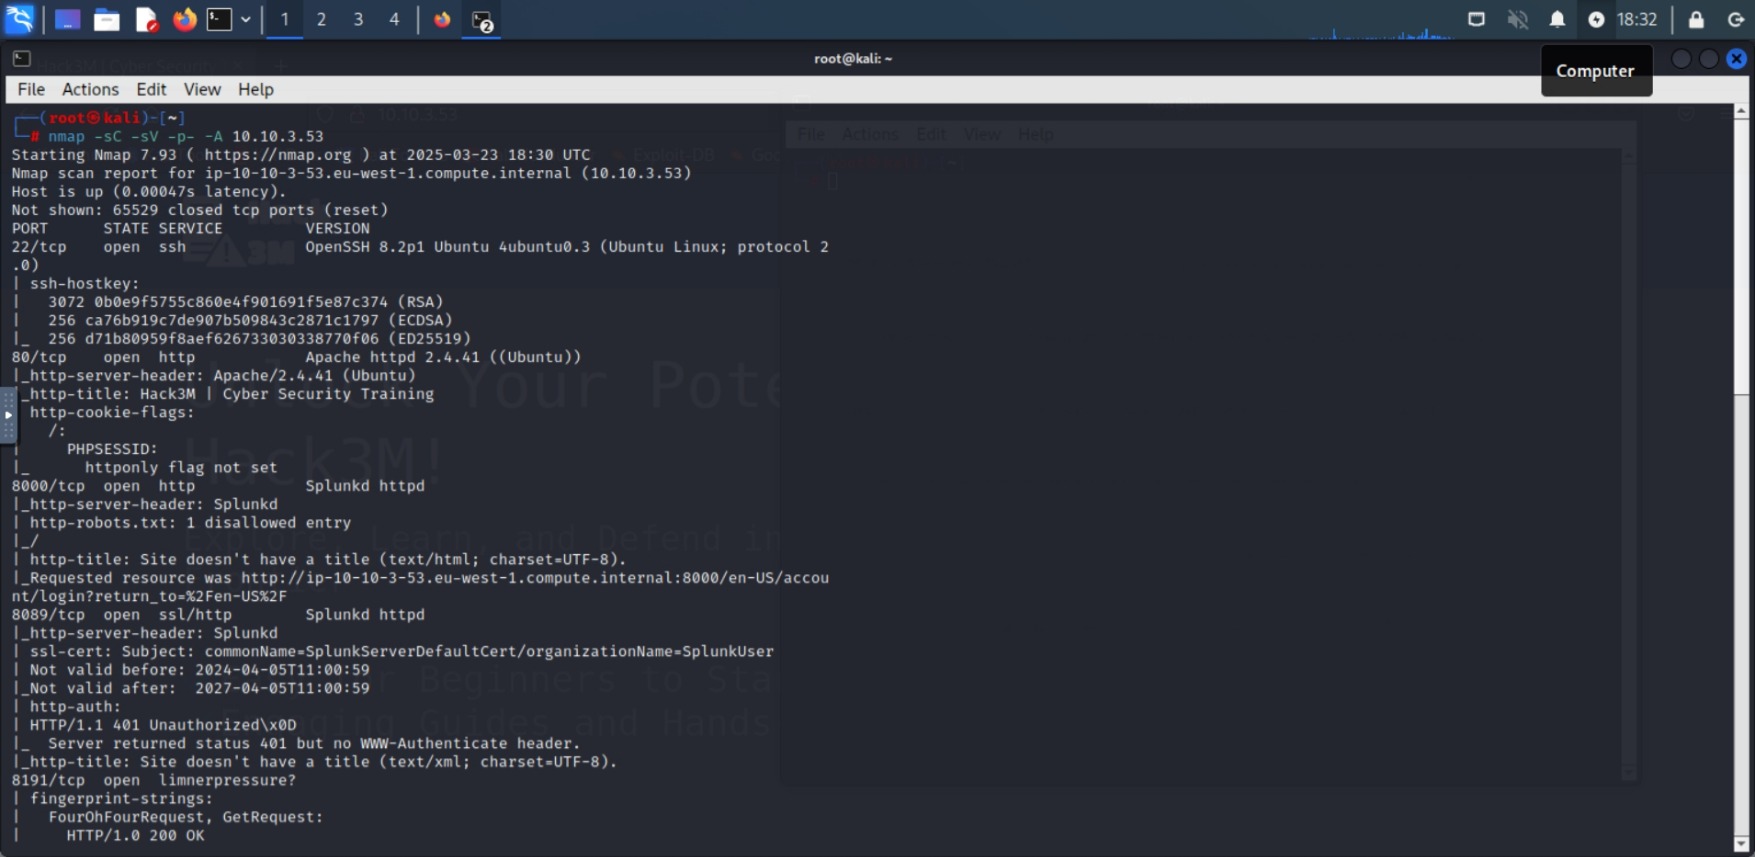 1 2 3 4 2 18:32
root@kali: ~
Computer
File Actions Edit View Help
┌──(root㉿kali)-[~]
└─# nmap -sC -sV -p- -A 10.10.3.53
Starting Nmap 7.93 ( https://nmap.org ) at 2025-03-23 18:30 UTC
Nmap scan report for ip-10-10-3-53.eu-west-1.compute.internal (10.10.3.53)
Host is up (0.00047s latency).
Not shown: 65529 closed tcp ports (reset)
PORT     STATE SERVICE         VERSION
22/tcp   open  ssh             OpenSSH 8.2p1 Ubuntu 4ubuntu0.3 (Ubuntu Linux; protocol 2
.0)
| ssh-hostkey:
|   3072 0b0e9f5755c860e4f901691f5e87c374 (RSA)
|   256 ca76b919c7de907b509843c2871c1797 (ECDSA)
|_  256 d71b80959f8aef626733030338770f06 (ED25519)
80/tcp   open  http            Apache httpd 2.4.41 ((Ubuntu))
|_http-server-header: Apache/2.4.41 (Ubuntu)
|_http-title: Hack3M | Cyber Security Training
| http-cookie-flags:
|   /:
|     PHPSESSID:
|_      httponly flag not set
8000/tcp open  http            Splunkd httpd
|_http-server-header: Splunkd
| http-robots.txt: 1 disallowed entry
|_/
| http-title: Site doesn't have a title (text/html; charset=UTF-8).
|_Requested resource was http://ip-10-10-3-53.eu-west-1.compute.internal:8000/en-US/accou
nt/login?return_to=%2Fen-US%2F
8089/tcp open  ssl/http        Splunkd httpd
|_http-server-header: Splunkd
| ssl-cert: Subject: commonName=SplunkServerDefaultCert/organizationName=SplunkUser
| Not valid before: 2024-04-05T11:00:59
|_Not valid after:  2027-04-05T11:00:59
| http-auth:
| HTTP/1.1 401 Unauthorized\x0D
|_  Server returned status 401 but no WWW-Authenticate header.
|_http-title: Site doesn't have a title (text/xml; charset=UTF-8).
8191/tcp open  limnerpressure?
| fingerprint-strings:
|   FourOhFourRequest, GetRequest:
|     HTTP/1.0 200 OK
File Actions Edit View Help